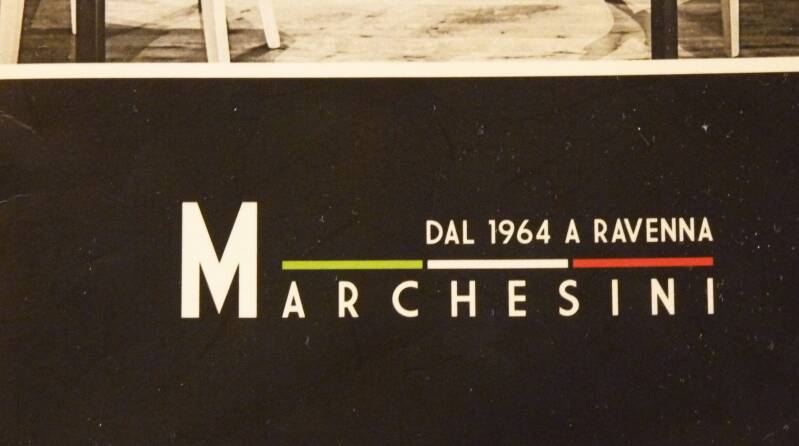 DAL 1964 A RAVENNA
MARCHESINI